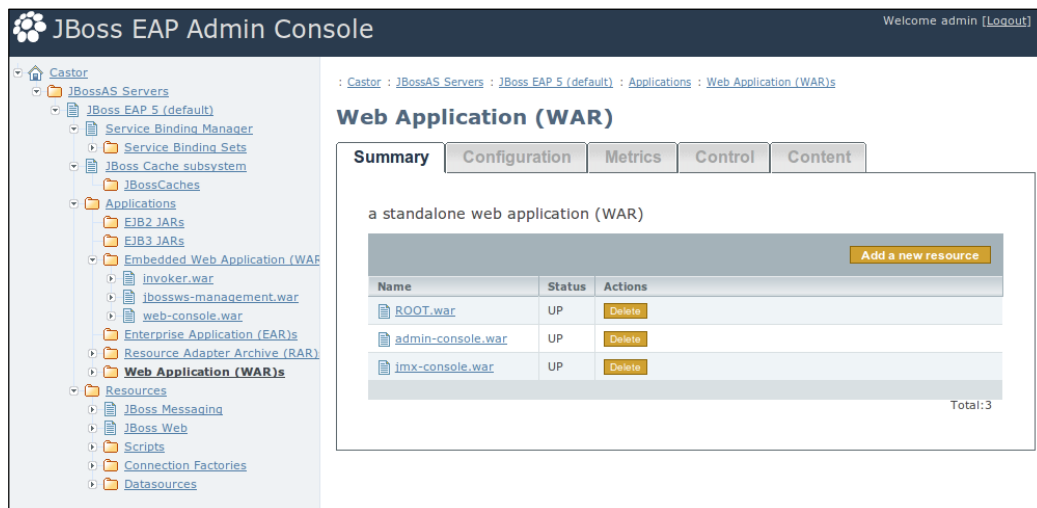 JBoss EAP Admin Console
Welcome admin [Logout]
Castor
JBossAS Servers
JBoss EAP 5 (default)
Service Binding Manager
Service Binding Sets
JBoss Cache subsystem
JBossCaches
Applications
EJB2 JARs
EJB3 JARs
Embedded Web Application (WAR
invoker.war
jbossws-management.war
web-console.war
Enterprise Application (EAR)s
Resource Adapter Archive (RAR)
Web Application (WAR)s
Resources
JBoss Messaging
JBoss Web
Scripts
Connection Factories
Datasources
: Castor : JBossAS Servers : JBoss EAP 5 (default) : Applications : Web Application (WAR)s
Web Application (WAR)
Summary Configuration Metrics Control Content
a standalone web application (WAR)
Add a new resource
Name Status Actions
ROOT.war UP Delete
admin-console.war UP Delete
jmx-console.war UP Delete
Total:3